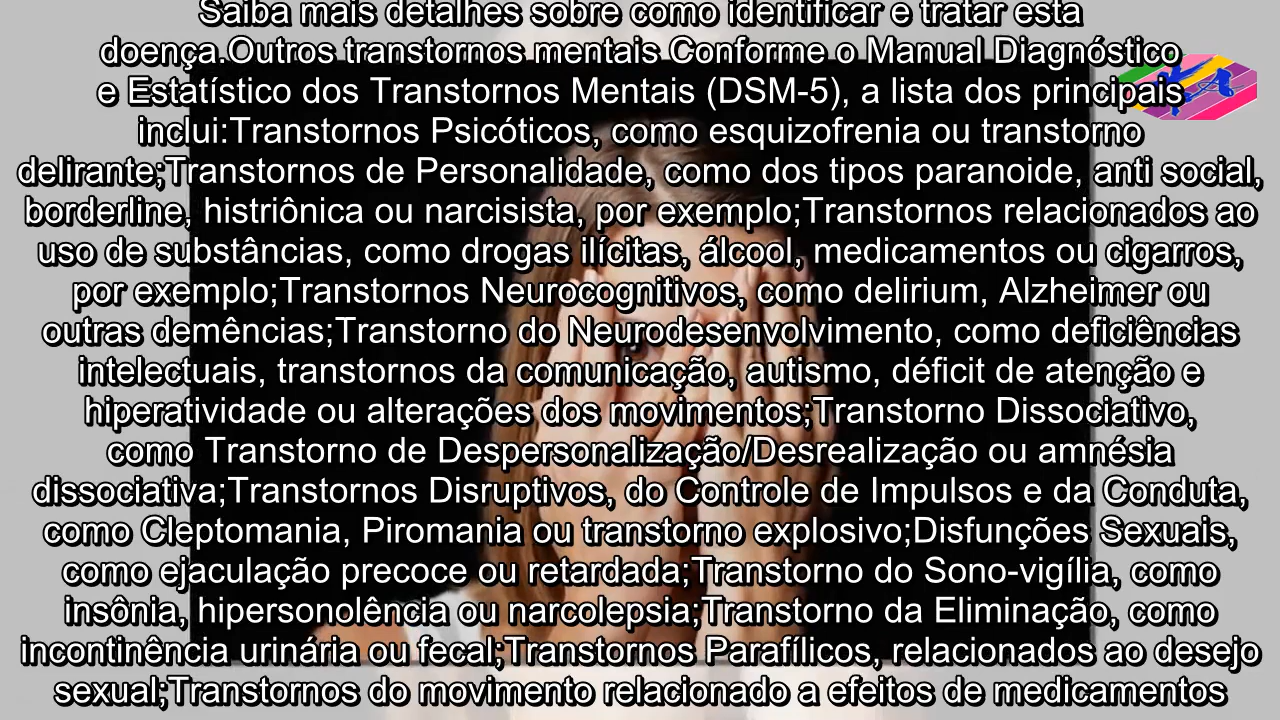 Saiba mais detalhes sobre como identificar e tratar esta
doença.Outros transtornos mentais Conforme o Manual Diagnóstico
e Estatístico dos Transtornos Mentais (DSM-5), a lista dos principais
inclui:Transtornos Psicóticos, como esquizofrenia ou transtorno
delirante;Transtornos de Personalidade, como dos tipos paranoide, anti social,
borderline, histriônica ou narcisista, por exemplo;Transtornos relacionados ao
uso de substâncias, como drogas ilícitas, álcool, medicamentos ou cigarros,
por exemplo;Transtornos Neurocognitivos, como delirium, Alzheimer ou
outras demências;Transtorno do Neurodesenvolvimento, como deficiências
intelectuais, transtornos da comunicação, autismo, déficit de atenção e
hiperatividade ou alterações dos movimentos;Transtorno Dissociativo,
como Transtorno de Despersonalização/Desrealização ou amnésia
dissociativa;Transtornos Disruptivos, do Controle de Impulsos e da Conduta,
como Cleptomania, Piromania ou transtorno explosivo;Disfunções Sexuais,
como ejaculação precoce ou retardada;Transtorno do Sono-vigília, como
insônia, hipersonolência ou narcolepsia;Transtorno da Eliminação, como
incontinência urinária ou fecal;Transtornos Parafílicos, relacionados ao desejo
sexual;Transtornos do movimento relacionado a efeitos de medicamentos